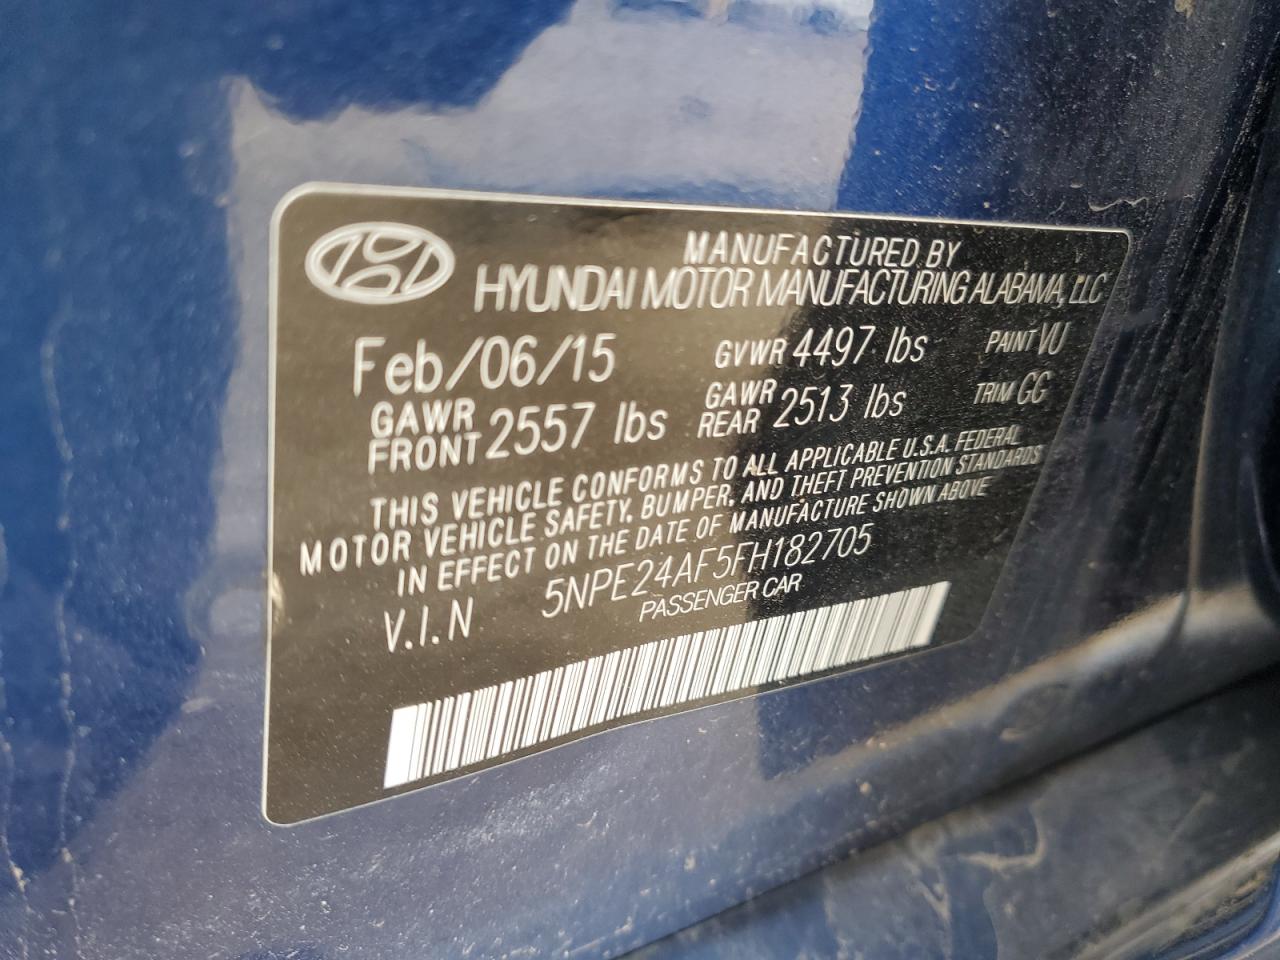 MANUFACTURED BY
HYUNDAI MOTOR MANUFACTURING ALABAMA, LLC
Feb/06/15 GVWR 4497 lbs PAINT VU
GAWR FRONT 2557 lbs GAWR REAR 2513 lbs TRIM GG
THIS VEHICLE CONFORMS TO ALL APPLICABLE U.S.A. FEDERAL
MOTOR VEHICLE SAFETY, BUMPER, AND THEFT PREVENTION STANDARDS
IN EFFECT ON THE DATE OF MANUFACTURE SHOWN ABOVE
V.I.N 5NPE24AF5FH182705
PASSENGER CAR